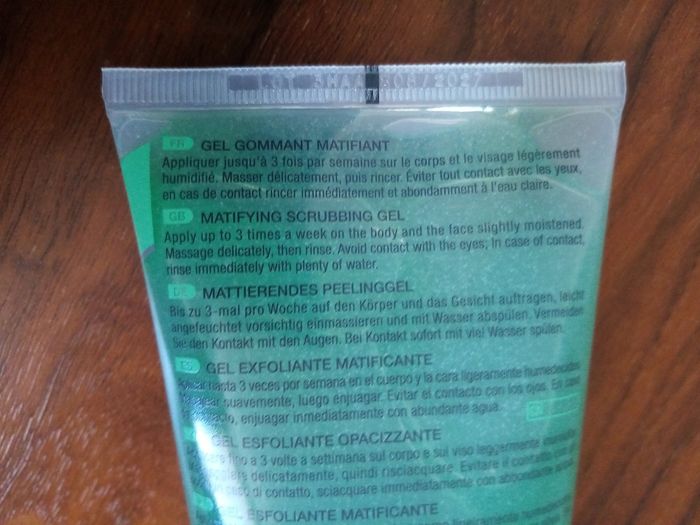 FR GEL GOMMANT MATIFIANT
Appliquer jusqu'à 3 fois par semaine sur le corps et le visage légèrement
humidifié. Masser délicatement, puis rincer. Éviter tout contact avec les yeux,
en cas de contact rincer immédiatement et abondamment à l'eau claire.
GB MATIFYING SCRUBBING GEL
Apply up to 3 times a week on the body and the face slightly moistened.
Massage delicately, then rinse. Avoid contact with the eyes; In case of contact,
rinse immediately with plenty of water.
DE MATTIERENDES PEELINGGEL
Bis zu 3-mal pro Woche auf den Körper und das Gesicht auftragen, leicht
angefeuchtet vorsichtig einmassieren und mit Wasser abspülen. Vermeiden
Sie den Kontakt mit den Augen. Bei Kontakt sofort mit viel Wasser spülen.
ES GEL EXFOLIANTE MATIFICANTE
hasta 3 veces por semana en el cuerpo y la cara ligeramente humedecidos
suavemente, luego enjuagar. Evitar el contacto con los ojos. En caso
enjuagar inmediatamente con abundante agua.
GEL ESFOLIANTE OPACIZZANTE
fino a 3 volte a settimana sul corpo e sul viso leggermente
delicatamente, quindi risciacquare. Evitare il contatto con
caso di contatto, sciacquare immediatamente con abbondante
GEL ESFOLIANTE MATIFICANTE